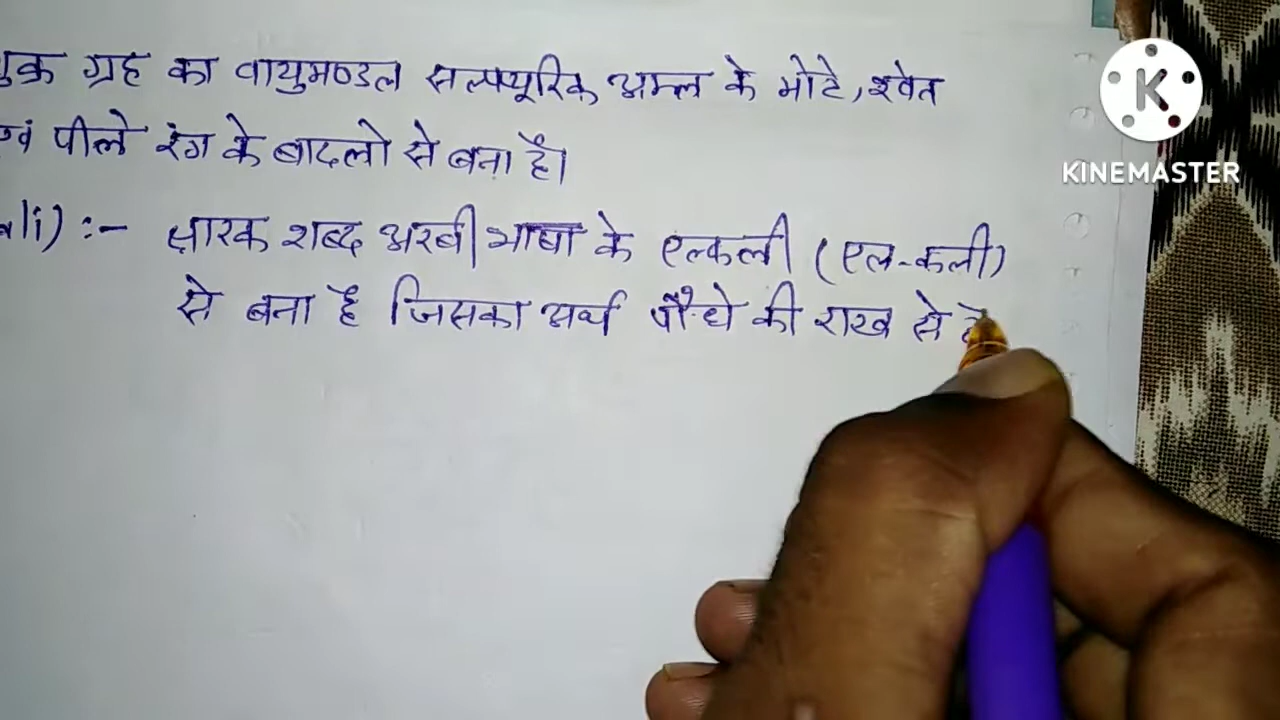 ग्रह का वायुमण्डल सल्फ्यूरिक अम्ल के मोटे, श्वेत
एवं पीले रंग के बादलो से बना है।
ali) :- क्षारक शब्द अरबी भाषा के एल्कली (एल-कली)
से बना है जिसका अर्थ पौधे की राख से
K
KINEMASTER